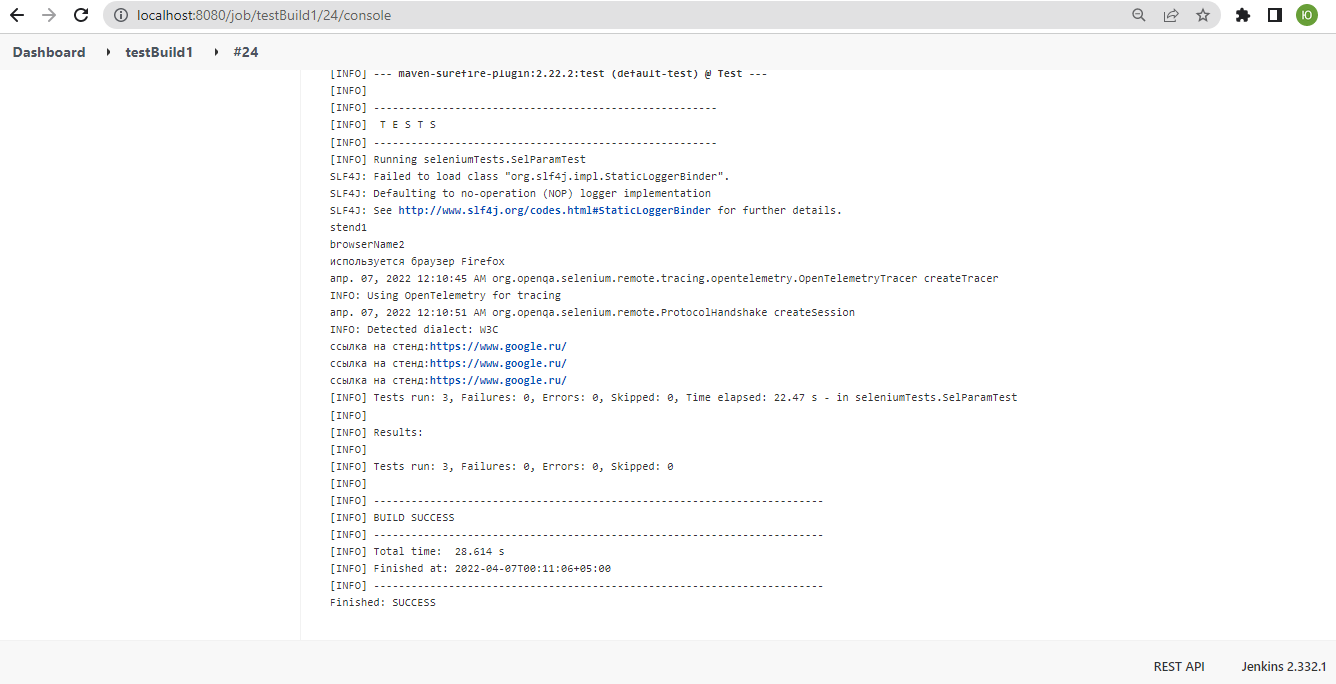 localhost:8080/job/testBuild1/24/console
Ю
Dashboard testBuild1 #24
[INFO] --- maven-surefire-plugin:2.22.2:test (default-test) @ Test ---
[INFO]
[INFO] -------------------------------------------------------
[INFO]  T E S T S
[INFO] -------------------------------------------------------
[INFO] Running seleniumTests.SelParamTest
SLF4J: Failed to load class "org.slf4j.impl.StaticLoggerBinder".
SLF4J: Defaulting to no-operation (NOP) logger implementation
SLF4J: See http://www.slf4j.org/codes.html#StaticLoggerBinder for further details.
stend1
browserName2
используется браузер Firefox
апр. 07, 2022 12:10:45 AM org.openqa.selenium.remote.tracing.opentelemetry.OpenTelemetryTracer createTracer
INFO: Using OpenTelemetry for tracing
апр. 07, 2022 12:10:51 AM org.openqa.selenium.remote.ProtocolHandshake createSession
INFO: Detected dialect: W3C
ссылка на стенд:https://www.google.ru/
ссылка на стенд:https://www.google.ru/
ссылка на стенд:https://www.google.ru/
[INFO] Tests run: 3, Failures: 0, Errors: 0, Skipped: 0, Time elapsed: 22.47 s - in seleniumTests.SelParamTest
[INFO]
[INFO] Results:
[INFO]
[INFO] Tests run: 3, Failures: 0, Errors: 0, Skipped: 0
[INFO]
[INFO] ------------------------------------------------------------------------
[INFO] BUILD SUCCESS
[INFO] ------------------------------------------------------------------------
[INFO] Total time:  28.614 s
[INFO] Finished at: 2022-04-07T00:11:06+05:00
[INFO] ------------------------------------------------------------------------
Finished: SUCCESS
REST API Jenkins 2.332.1